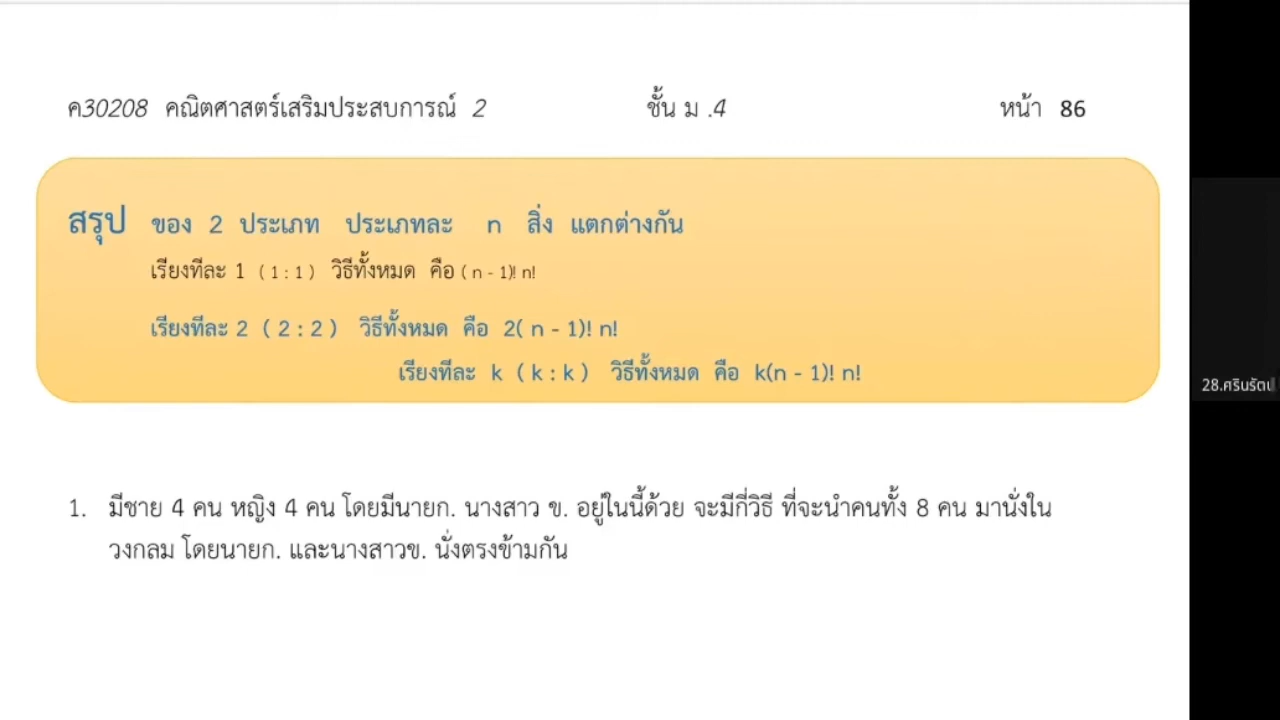 ค30208 คณิตศาสตร์เสริมประสบการณ์ 2 ชั้น ม .4 หน้า 86
สรุป ของ 2 ประเภท ประเภทละ n สิ่ง แตกต่างกัน
เรียงทีละ 1 ( 1 : 1 ) วิธีทั้งหมด คือ ( n - 1)! n!
เรียงทีละ 2 ( 2 : 2 ) วิธีทั้งหมด คือ 2( n - 1)! n!
เรียงทีละ k ( k : k ) วิธีทั้งหมด คือ k(n - 1)! n!
28.ศริบรัตน์
1. มีชาย 4 คน หญิง 4 คน โดยมีนายก. นางสาว ข. อยู่ในนี้ด้วย จะมีกี่วิธี ที่จะนำคนทั้ง 8 คน มานั่งใน
วงกลม โดยนายก. และนางสาวข. นั่งตรงข้ามกัน